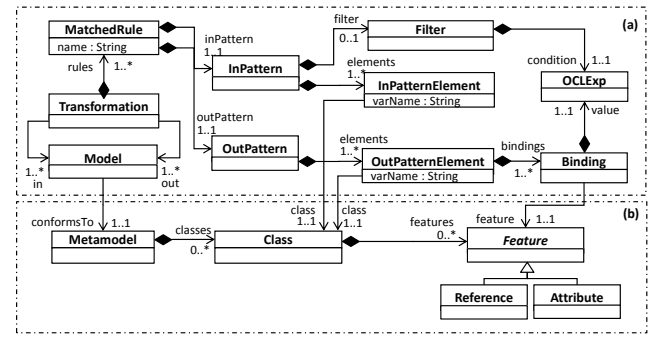 filter
(a)
MatchedRule
Filter
name : String
inPattern
1..1
0..1
rules
1..*
InPattern
elements
1..*
condition
1..1
InPatternElement
OCLExp
Transformation
varName : String
outPattern
1..1
1..1
value
elements
bindings
Model
OutPattern
1..*
OutPatternElement
Binding
1..*
in
1..*
out
varName : String
1..*
(b)
conformsTo
1..1
class
1..1
class
1..1
features
feature
1..1
Metamodel
classes
0..*
Class
0..*
Feature
Reference
Attribute